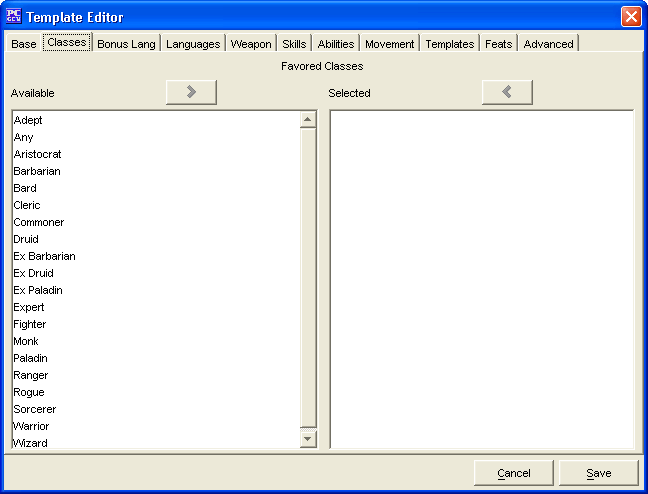 PC GEN Template Editor
Base Classes Bonus Lang Languages Weapon Skills Abilities Movement Templates Feats Advanced
Favored Classes
Available Selected
Adept
Any
Aristocrat
Barbarian
Bard
Cleric
Commoner
Druid
Ex Barbarian
Ex Druid
Ex Paladin
Expert
Fighter
Monk
Paladin
Ranger
Rogue
Sorcerer
Warrior
Wizard
Cancel Save